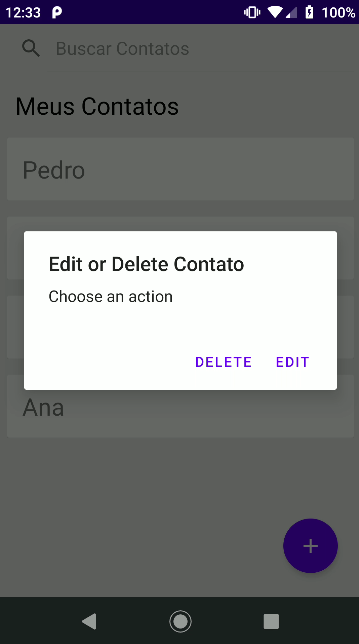 12:33 100%
Buscar Contatos
Meus Contatos
Pedro
Edit or Delete Contato
Choose an action
DELETE EDIT
Ana